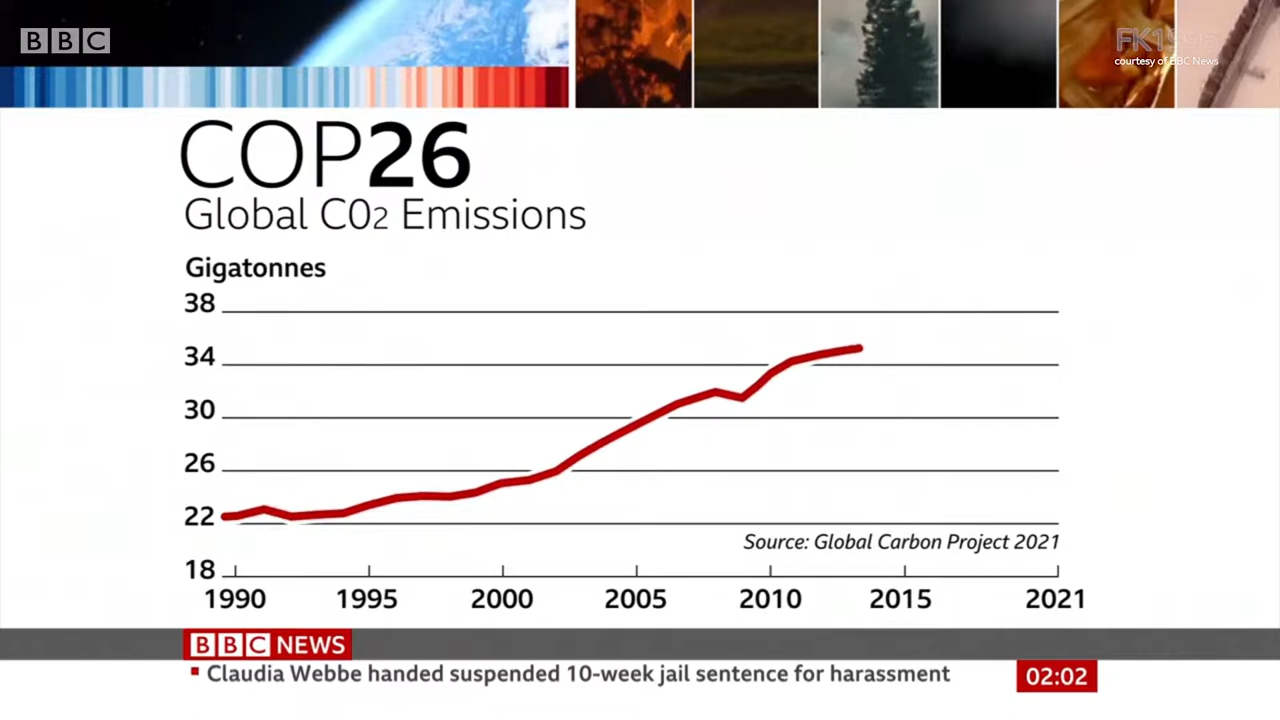 BBC
FK1996
courtesy of BBC News
COP26
Global C02 Emissions
Gigatonnes
38
34
30
26
22
Source: Global Carbon Project 2021
18
1990 1995 2000 2005 2010 2015 2021
BBC NEWS
Claudia Webbe handed suspended 10-week jail sentence for harassment
02:02